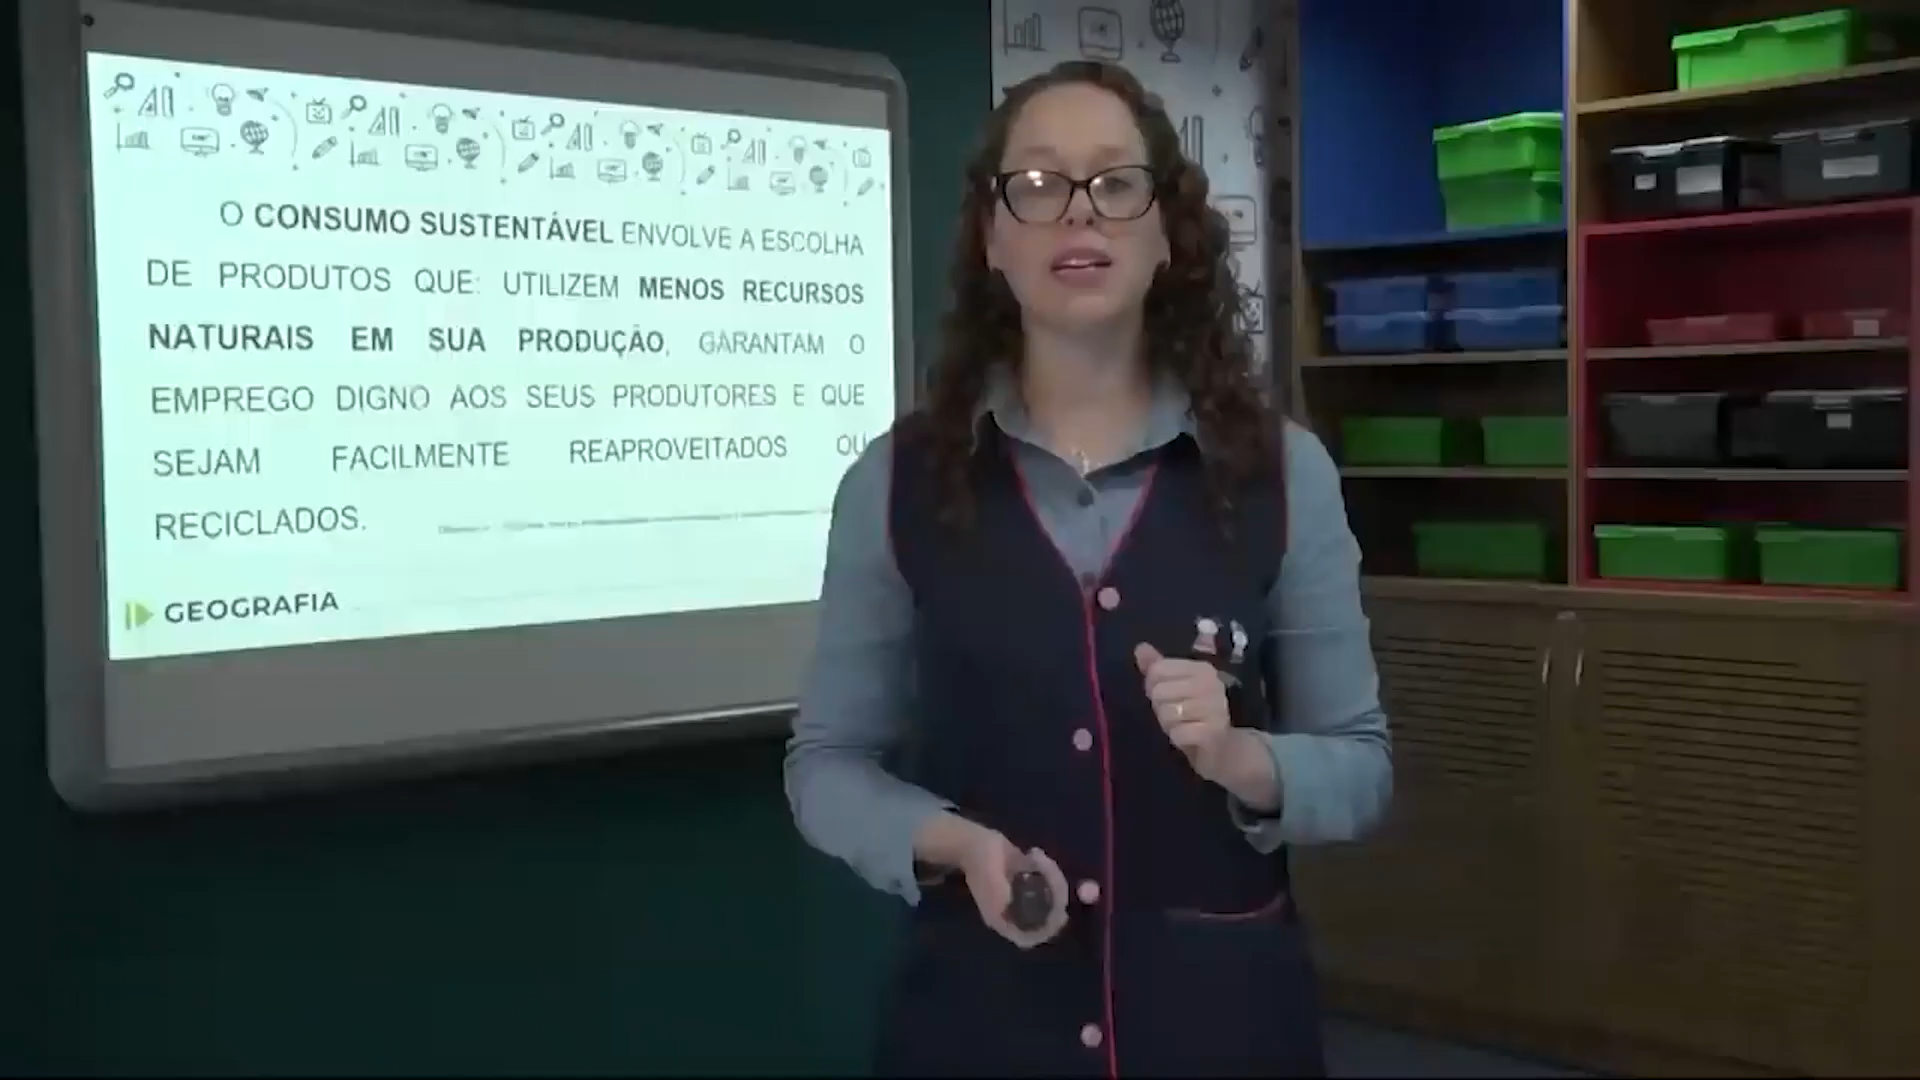 O CONSUMO SUSTENTÁVEL ENVOLVE A ESCOLHA
DE PRODUTOS QUE: UTILIZEM MENOS RECURSOS
NATURAIS EM SUA PRODUÇÃO, GARANTAM O
EMPREGO DIGNO AOS SEUS PRODUTORES E QUE
SEJAM FACILMENTE REAPROVEITADOS OU
RECICLADOS.
GEOGRAFIA